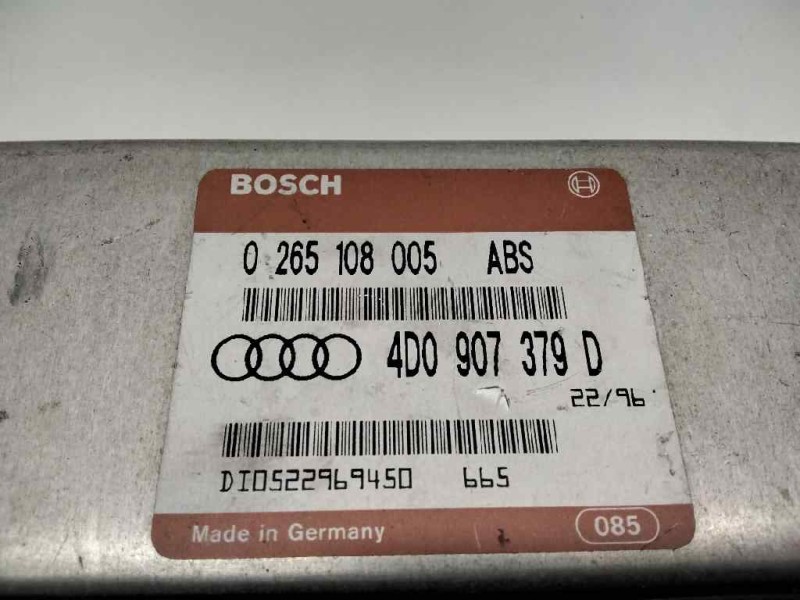 BOSCH
0 265 108 005 ABS
4D0 907 379 D
22/96
DI0522969450 665
Made in Germany 085